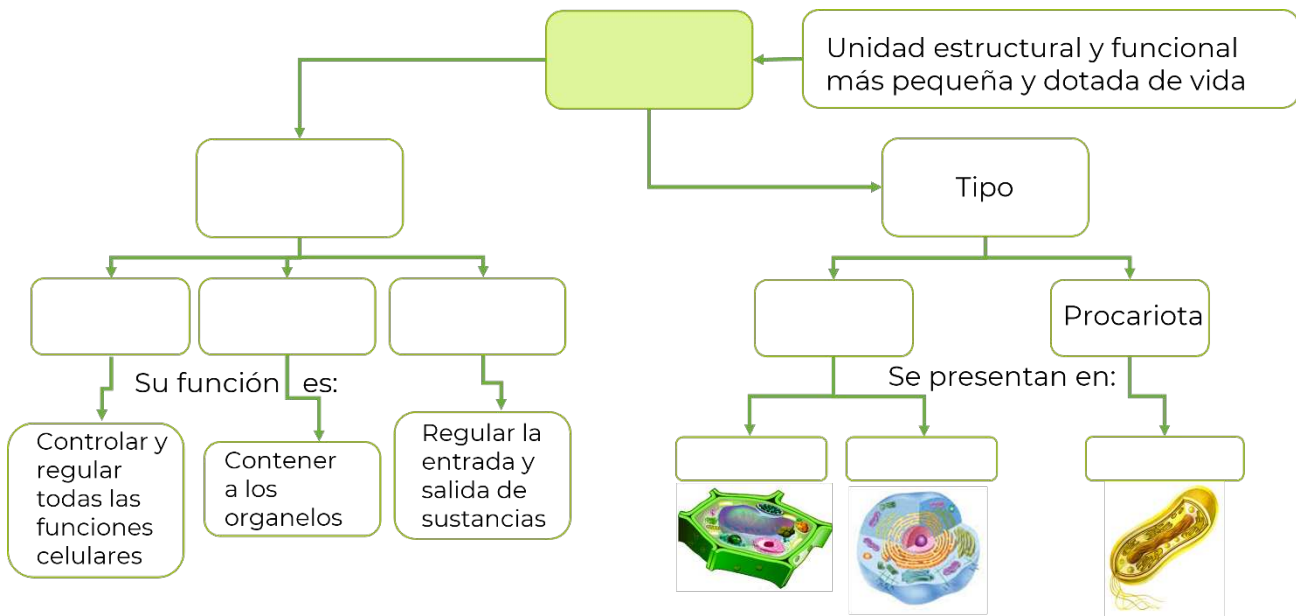 Unidad estructural y funcional
más pequeña y dotada de vida
Tipo
Procariota
Su función es:
Se presentan en:
Controlar y
regular
todas las
funciones
celulares
Contener
a los
organelos
Regular la
entrada y
salida de
sustancias